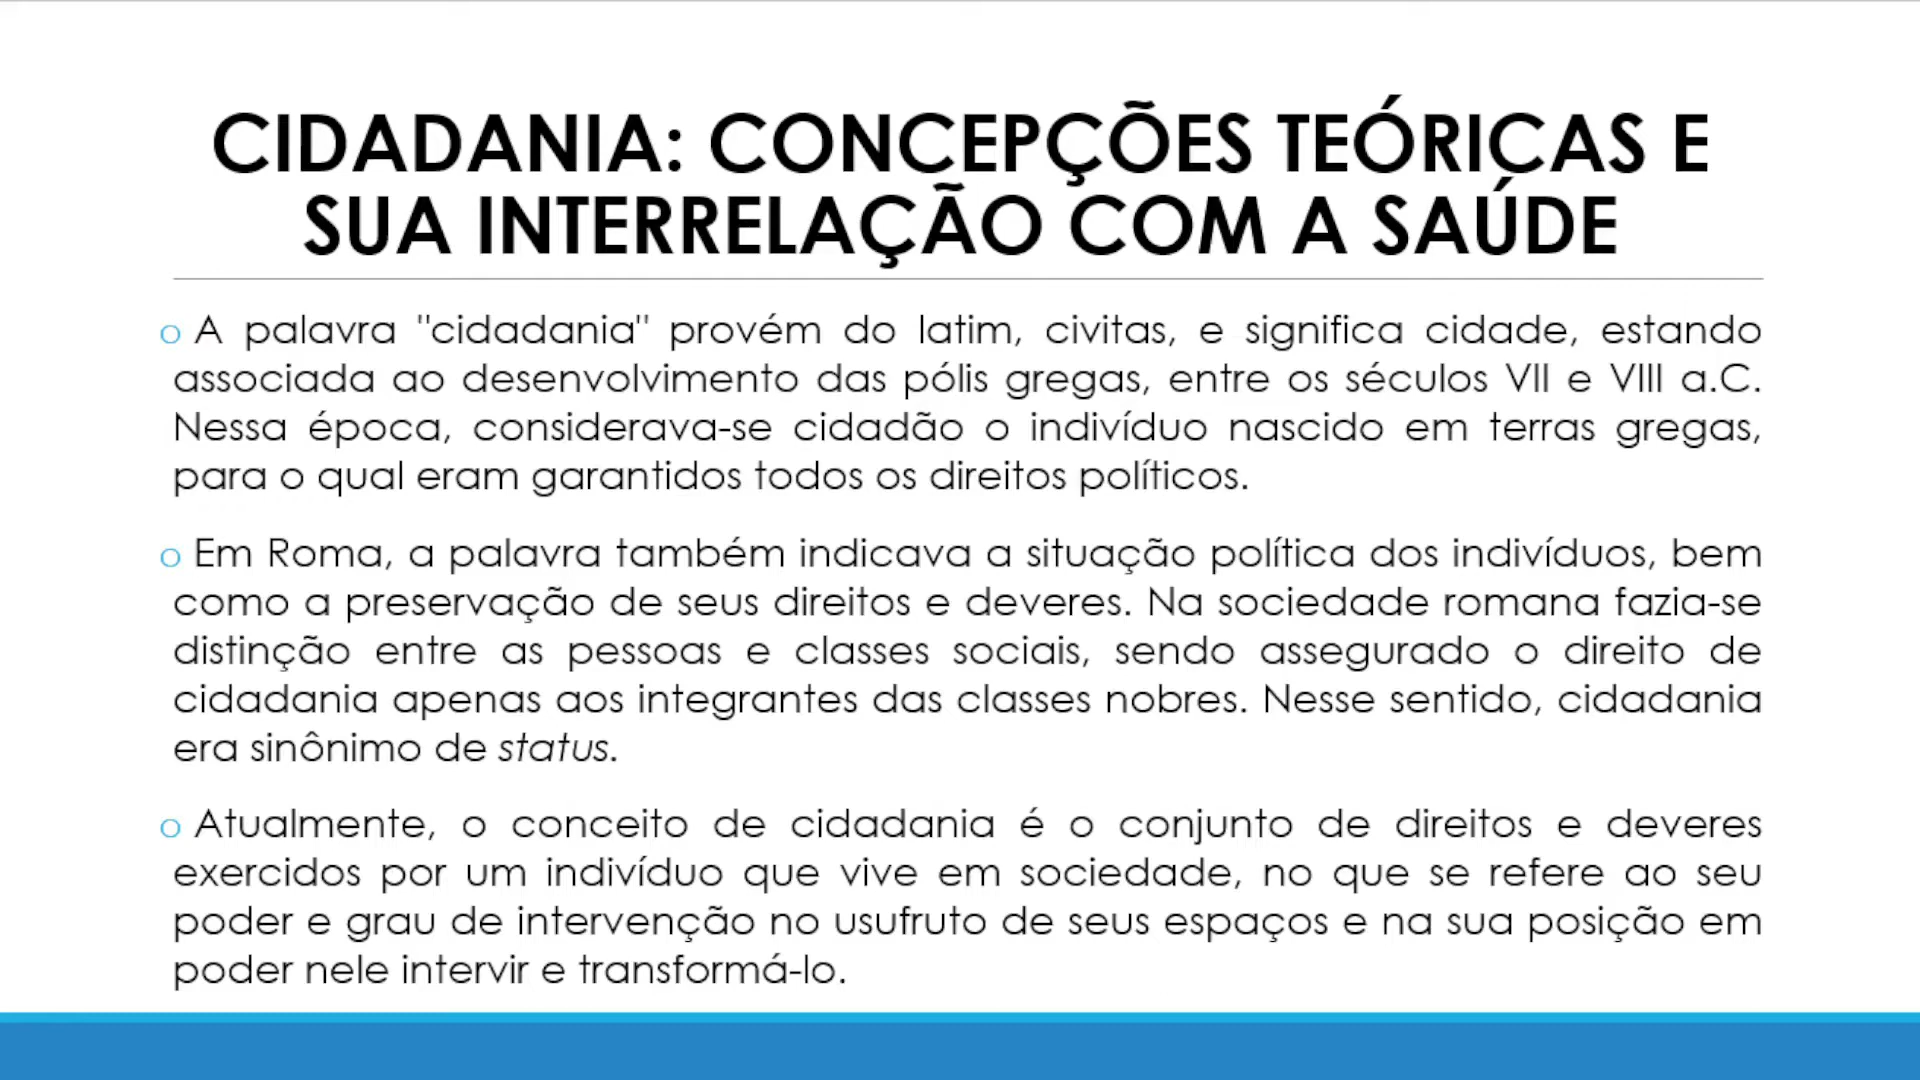 CIDADANIA: CONCEPÇÕES TEÓRICAS E
SUA INTERRELAÇÃO COM A SAÚDE
o A palavra "cidadania" provém do latim, civitas, e significa cidade, estando
associada ao desenvolvimento das pólis gregas, entre os séculos VII e VIII a.C.
Nessa época, considerava-se cidadão o indivíduo nascido em terras gregas,
para o qual eram garantidos todos os direitos políticos.
o Em Roma, a palavra também indicava a situação política dos indivíduos, bem
como a preservação de seus direitos e deveres. Na sociedade romana fazia-se
distinção entre as pessoas e classes sociais, sendo assegurado o direito de
cidadania apenas aos integrantes das classes nobres. Nesse sentido, cidadania
era sinônimo de status.
o Atualmente, o conceito de cidadania é o conjunto de direitos e deveres
exercidos por um indivíduo que vive em sociedade, no que se refere ao seu
poder e grau de intervenção no usufruto de seus espaços e na sua posição em
poder nele intervir e transformá-lo.